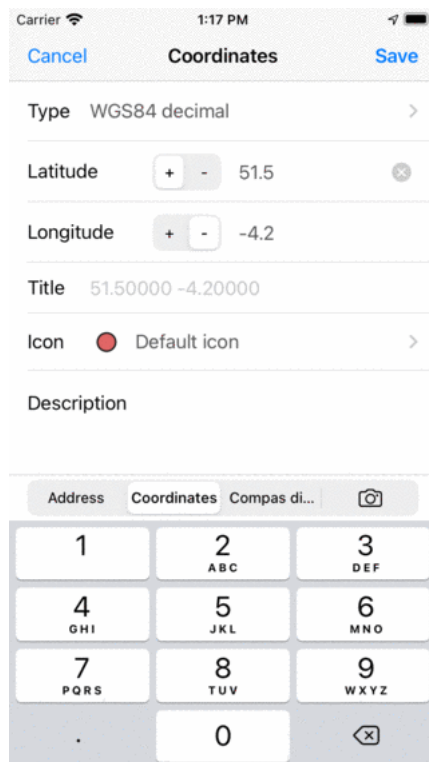 Carrier 1:17 PM
Cancel Coordinates Save
Type WGS84 decimal
Latitude + - 51.5
Longitude + - -4.2
Title 51.50000 -4.20000
Icon Default icon
Description
Address Coordinates Compas di...
1 2 3
ABC DEF
4 5 6
GHI JKL MNO
7 8 9
PQRS TUV WXYZ
. 0